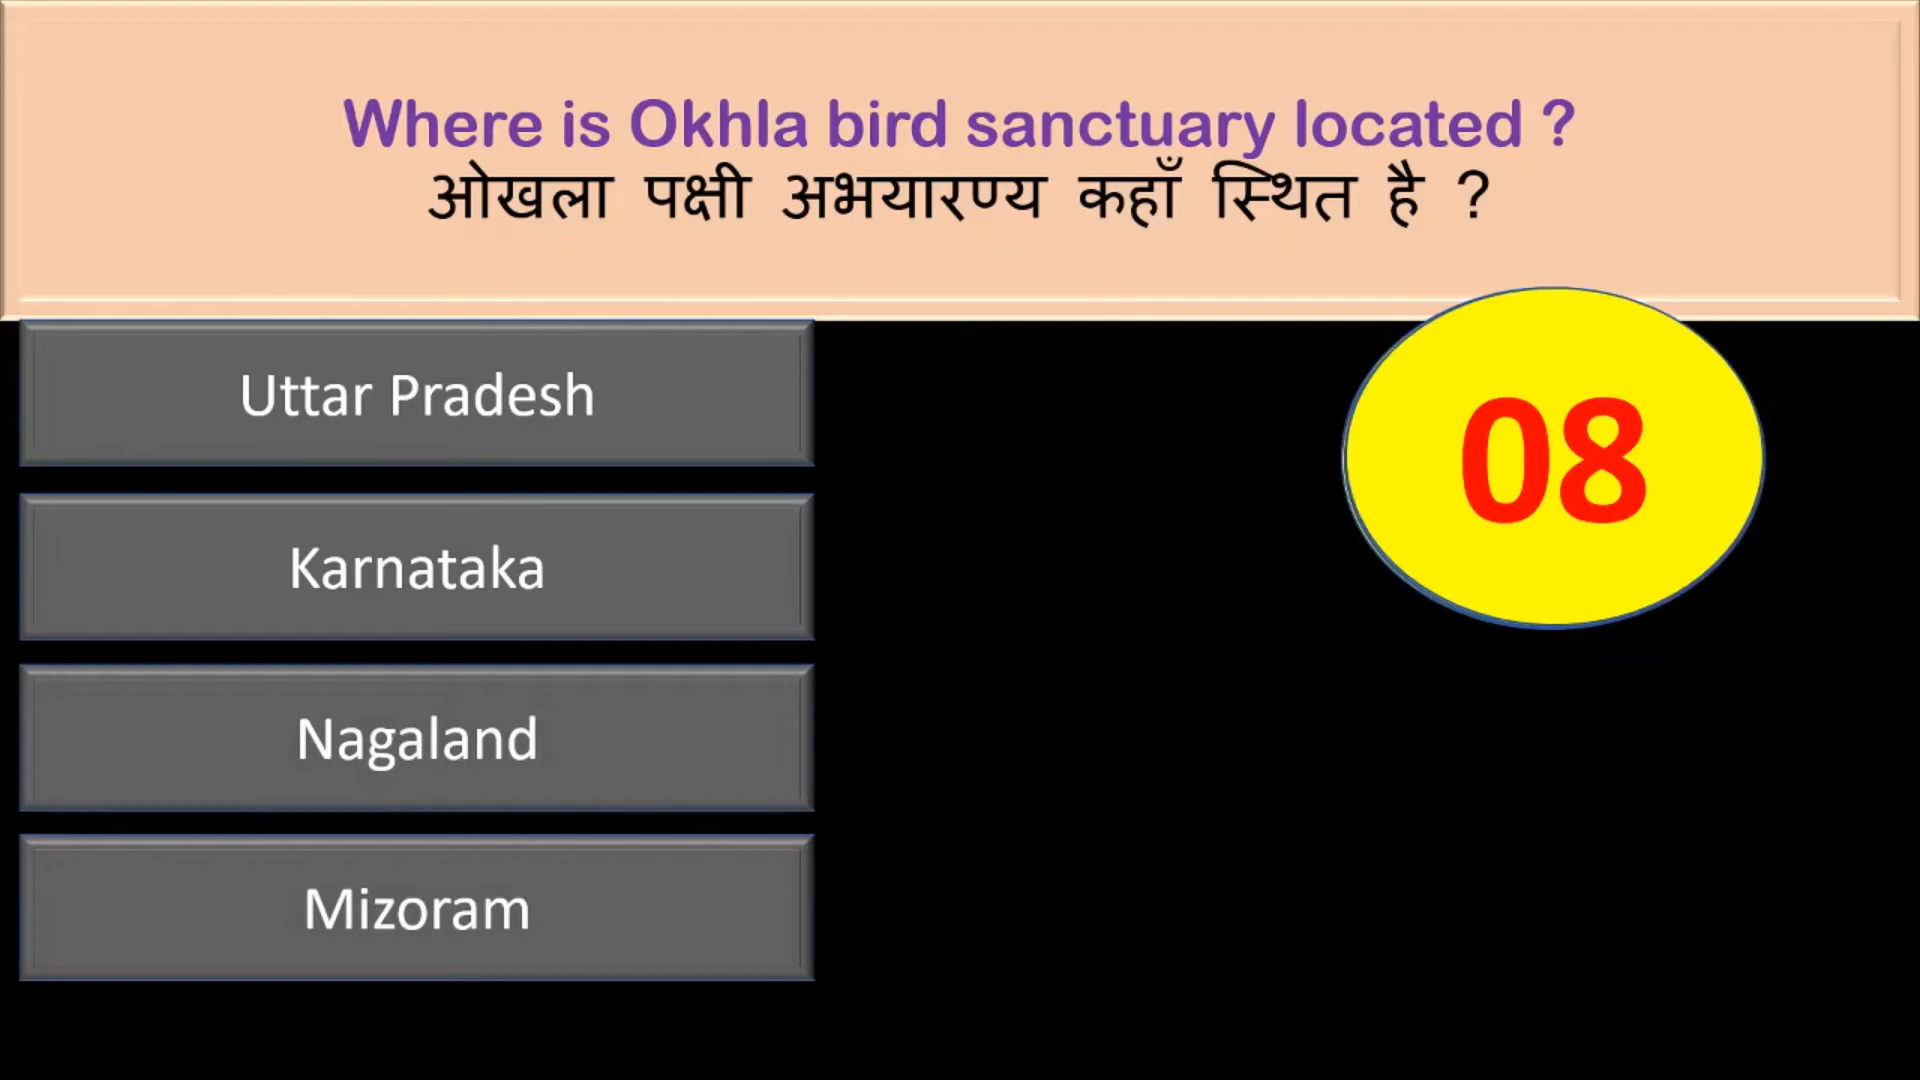 Where is Okhla bird sanctuary located ?
ओखला पक्षी अभयारण्य कहाँ स्थित है ?
08
Uttar Pradesh
Karnataka
Nagaland
Mizoram